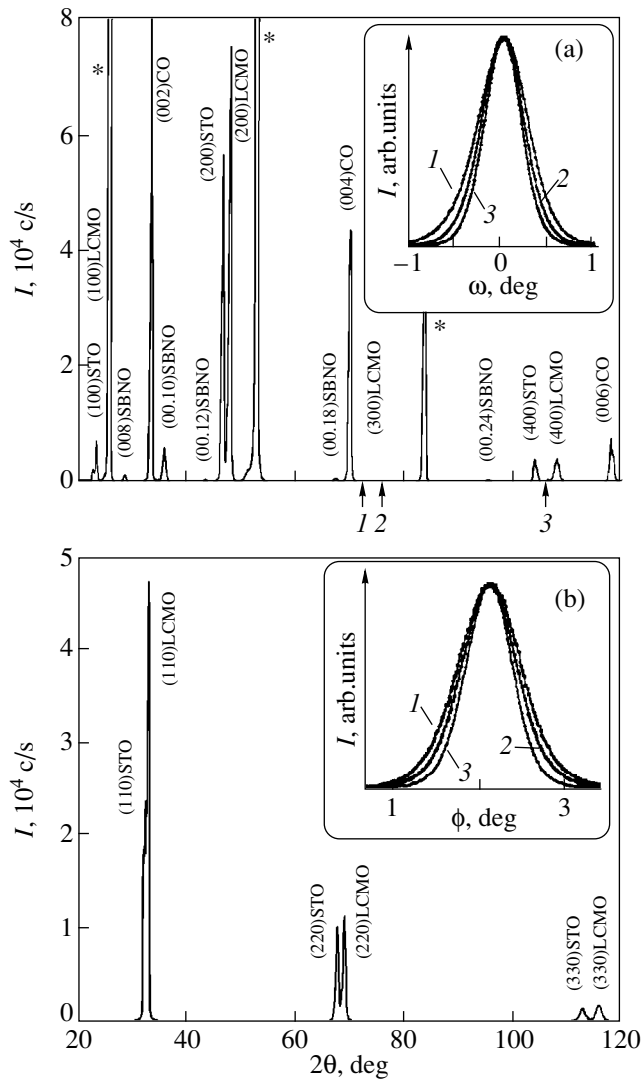 8
6
4
2
0
I, 10⁴ c/s
*
*
*
(100)STO
(100)LCMO
(008)SBNO
(002)CO
(00.10)SBNO
(00.12)SBNO
(200)STO
(200)LCMO
(00.18)SBNO
(004)CO
(300)LCMO
(00.24)SBNO
(400)STO
(400)LCMO
(006)CO
1 2 3
40 60 80 100
(a)
I, arb.units
1
2
3
–1 0 1
ω, deg
5
4
3
2
1
0
I, 10⁴ c/s
(110)STO
(110)LCMO
(220)STO
(220)LCMO
(330)STO
(330)LCMO
(b)
I, arb.units
1
2
3
1 3
ϕ, deg
20 40 60 80 100 120
2θ, deg